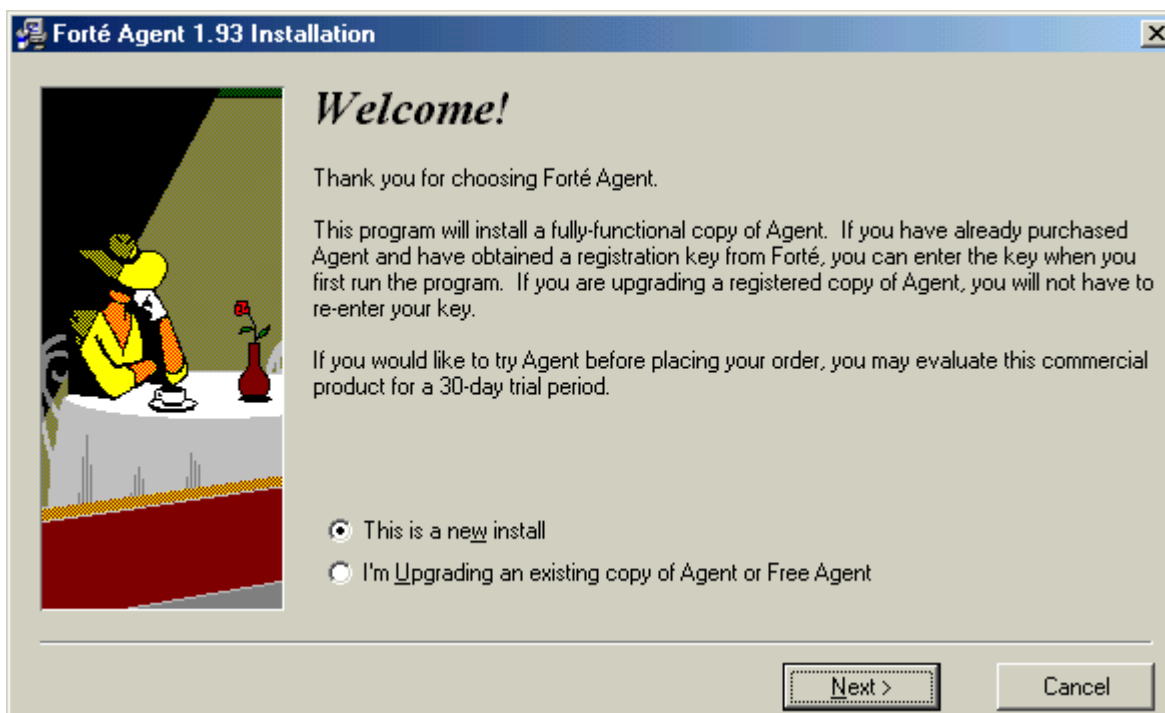 Forté Agent 1.93 Installation
Welcome!
Thank you for choosing Forté Agent.
This program will install a fully-functional copy of Agent.  If you have already purchased
Agent and have obtained a registration key from Forté, you can enter the key when you
first run the program.  If you are upgrading a registered copy of Agent, you will not have to
re-enter your key.
If you would like to try Agent before placing your order, you may evaluate this commercial
product for a 30-day trial period.
This is a new install
I'm Upgrading an existing copy of Agent or Free Agent
Next >
Cancel